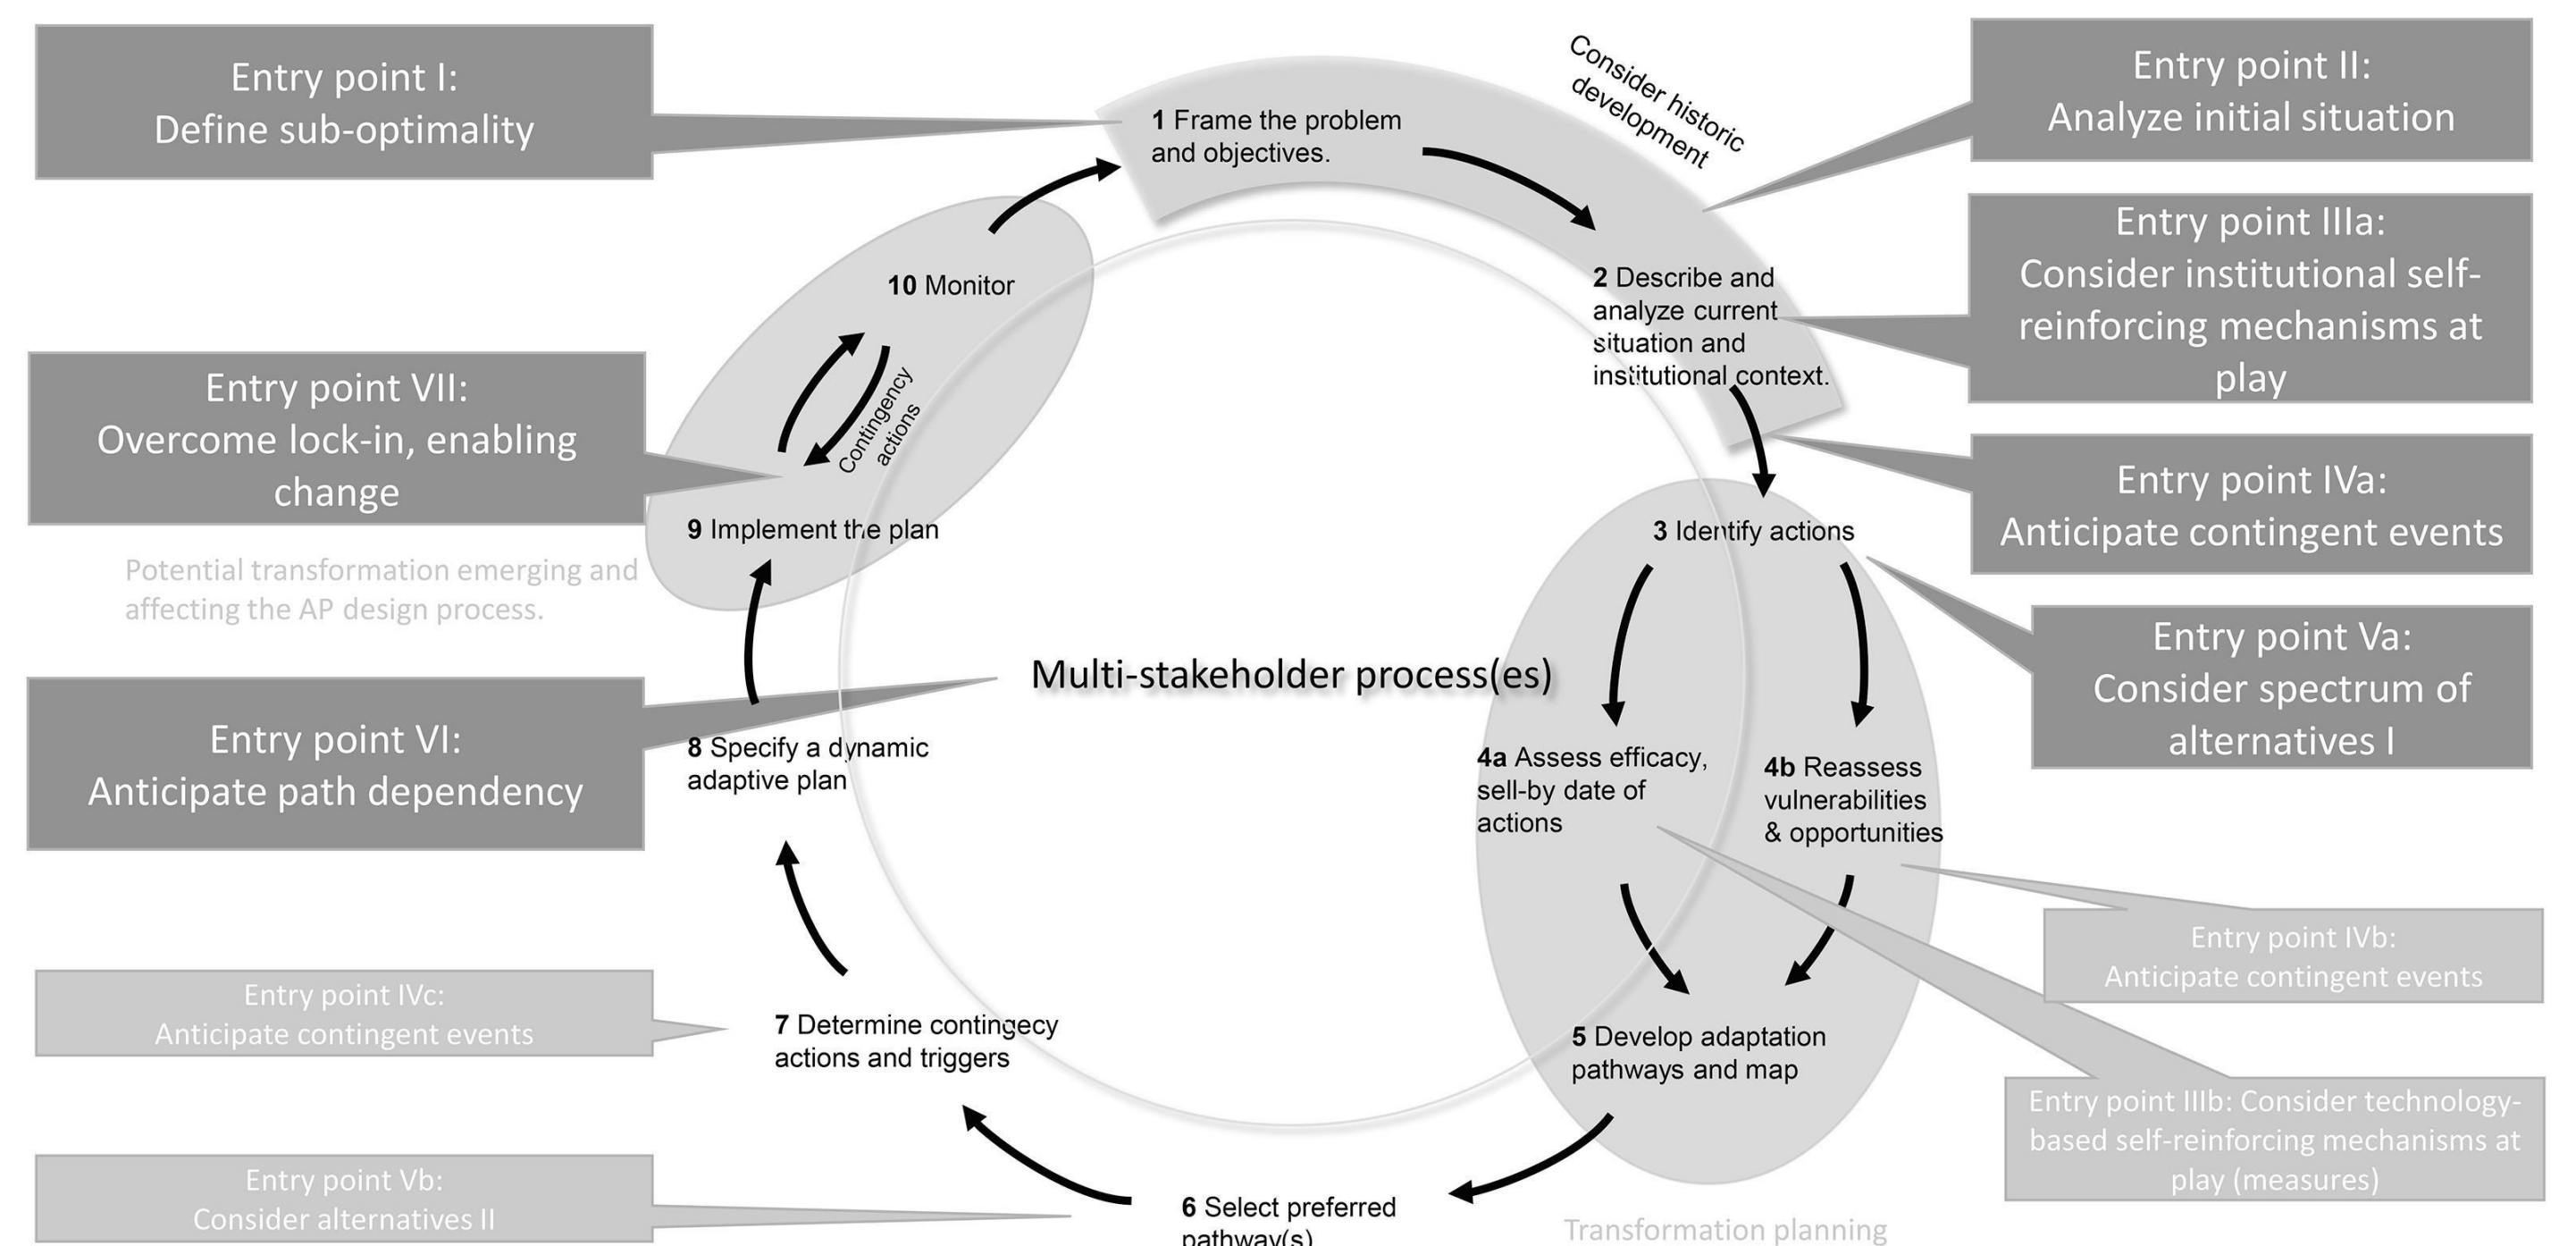 Entry point I:
Define sub-optimality
Consider historic
development
Entry point II:
Analyze initial situation
1 Frame the problem
and objectives.
Entry point IIIa:
Consider institutional self-
reinforcing mechanisms at
play
2 Describe and
analyze current
situation and
institutional context.
10 Monitor
Contingency
actions
Entry point VII:
Overcome lock-in, enabling
change
Entry point IVa:
Anticipate contingent events
9 Implement the plan
3 Identify actions
Potential transformation emerging and
affecting the AP design process.
Entry point Va:
Consider spectrum of
alternatives I
Multi-stakeholder process(es)
Entry point VI:
Anticipate path dependency
8 Specify a dynamic
adaptive plan
4a Assess efficacy,
sell-by date of
actions
4b Reassess
vulnerabilities
& opportunities
Entry point IVb:
Anticipate contingent events
Entry point IVc:
Anticipate contingent events
7 Determine contingecy
actions and triggers
5 Develop adaptation
pathways and map
Entry point IIIb: Consider technology-
based self-reinforcing mechanisms at
play (measures)
Entry point Vb:
Consider alternatives II
6 Select preferred
pathway(s)
Transformation planning